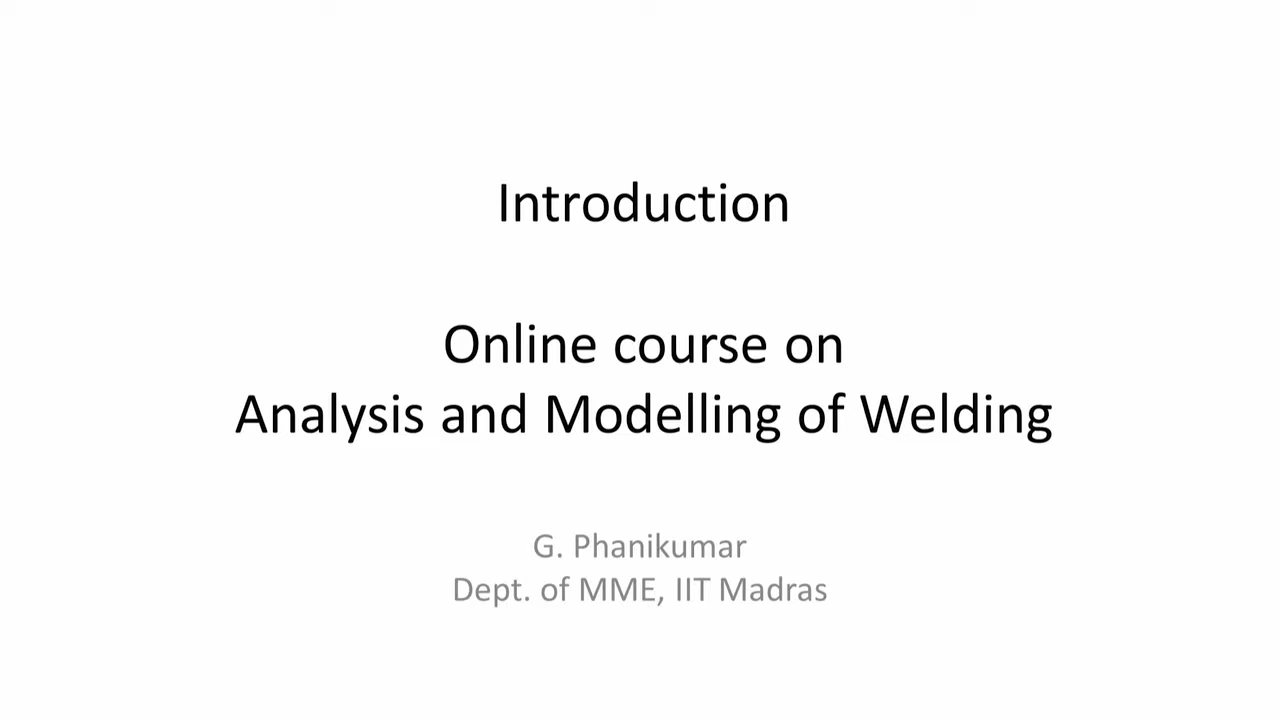 Introduction
Online course on
Analysis and Modelling of Welding
G. Phanikumar
Dept. of MME, IIT Madras